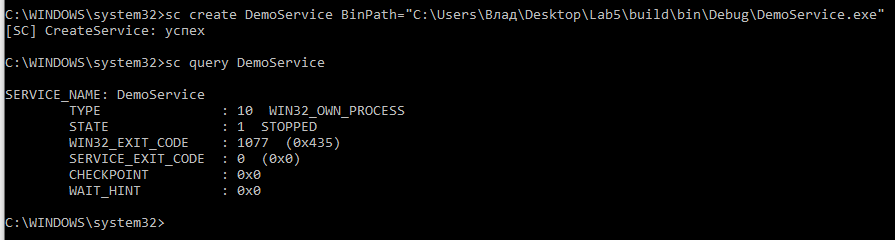 C:\WINDOWS\system32>sc create DemoService BinPath="C:\Users\Влад\Desktop\Lab5\build\bin\Debug\DemoService.exe"
[SC] CreateService: успех
C:\WINDOWS\system32>sc query DemoService
SERVICE_NAME: DemoService
        TYPE               : 10  WIN32_OWN_PROCESS
        STATE              : 1  STOPPED
        WIN32_EXIT_CODE    : 1077  (0x435)
        SERVICE_EXIT_CODE  : 0  (0x0)
        CHECKPOINT         : 0x0
        WAIT_HINT          : 0x0
C:\WINDOWS\system32>